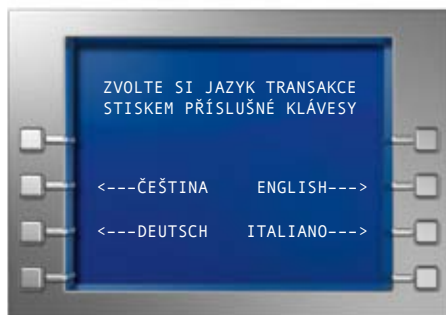 ZVOLTE SI JAZYK TRANSAKCE
STISKEM PŘÍSLUŠNÉ KLÁVESY
<---ČEŠTINA ENGLISH--->
<---DEUTSCH ITALIANO--->